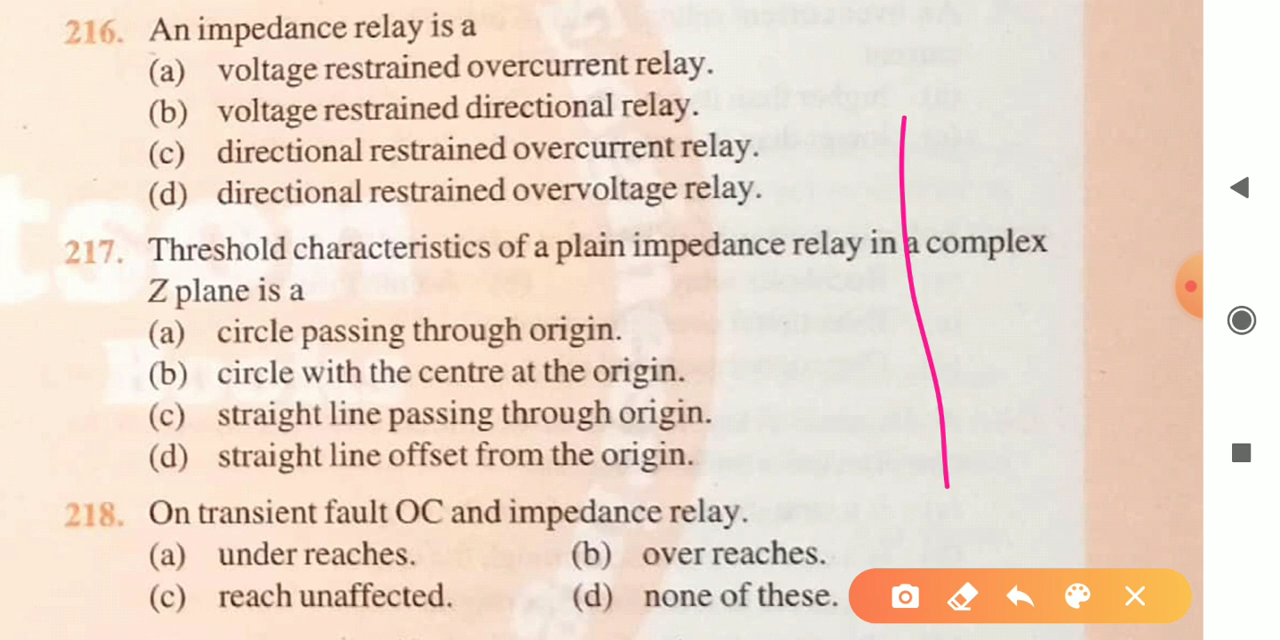 216. An impedance relay is a
(a) voltage restrained overcurrent relay.
(b) voltage restrained directional relay.
(c) directional restrained overcurrent relay.
(d) directional restrained overvoltage relay.
217. Threshold characteristics of a plain impedance relay in a complex
Z plane is a
(a) circle passing through origin.
(b) circle with the centre at the origin.
(c) straight line passing through origin.
(d) straight line offset from the origin.
218. On transient fault OC and impedance relay.
(a) under reaches. (b) over reaches.
(c) reach unaffected. (d) none of these.